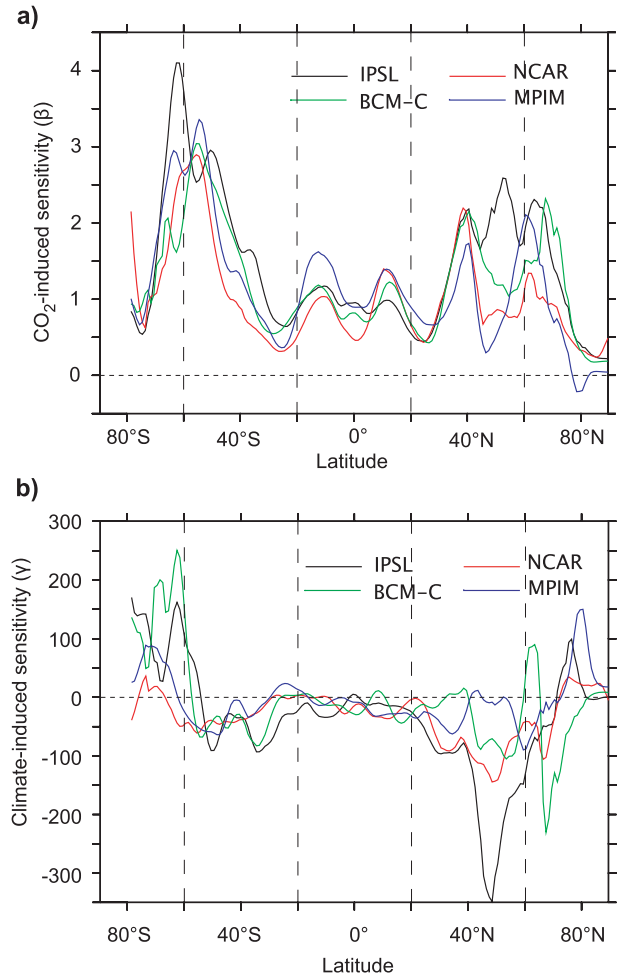 a)
CO₂-induced sensitivity (β)
4
3
2
1
0
IPSL
NCAR
BCM-C
MPIM
80°S
40°S
0°
40°N
80°N
Latitude
b)
Climate-induced sensitivity (γ)
300
200
100
0
-100
-200
-300
IPSL
NCAR
BCM-C
MPIM
80°S
40°S
0°
40°N
80°N
Latitude